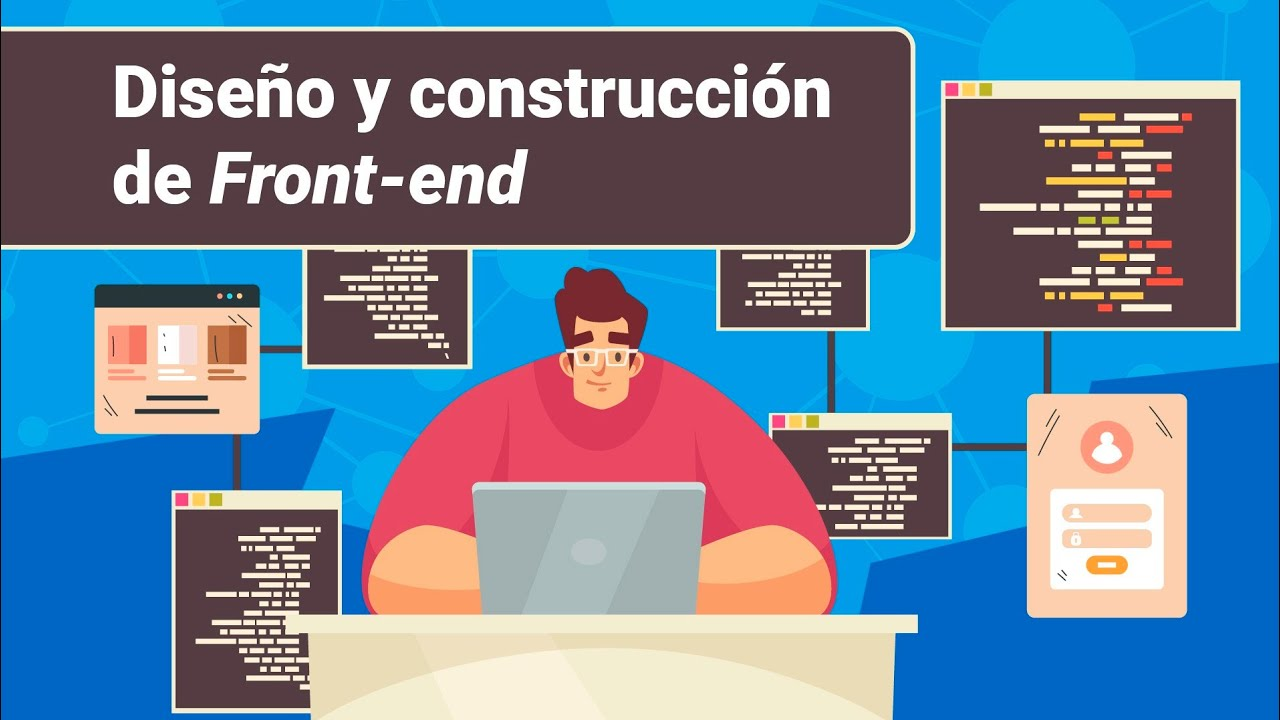 Diseño y construcción
de Front-end